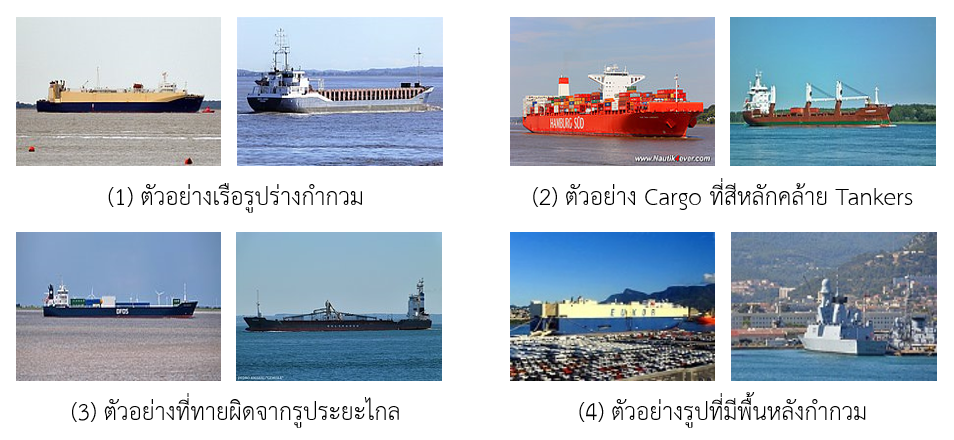 HAMBURG SÜD
www.Nautik4ever.com
(1) ตัวอย่างเรือรูปร่างกำกวม
(2) ตัวอย่าง Cargo ที่สีหลักคล้าย Tankers
DFDS
EUKOR
(3) ตัวอย่างที่ทายผิดจากรูประยะไกล
(4) ตัวอย่างรูปที่มีพื้นหลังกำกวม